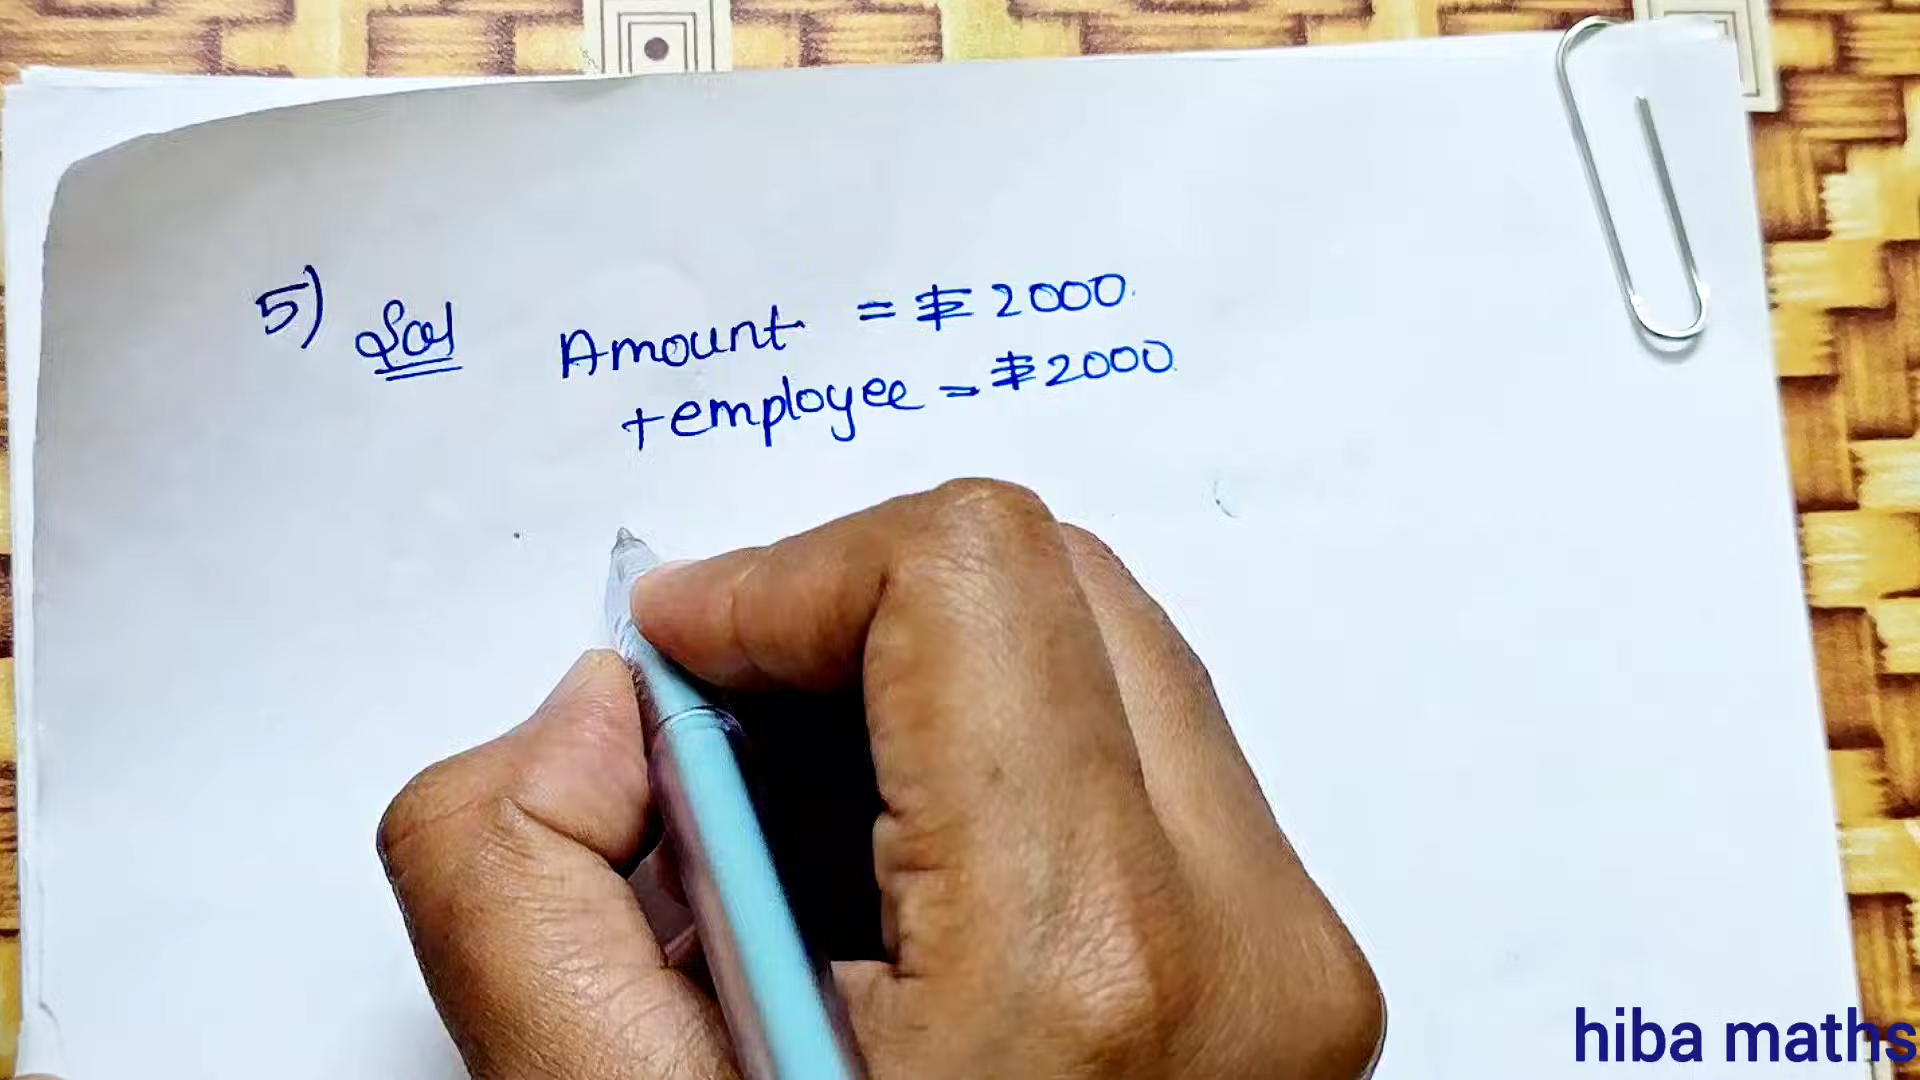 5) Sol Amount = ₹ 2000.
+employee = ₹2000
hiba maths